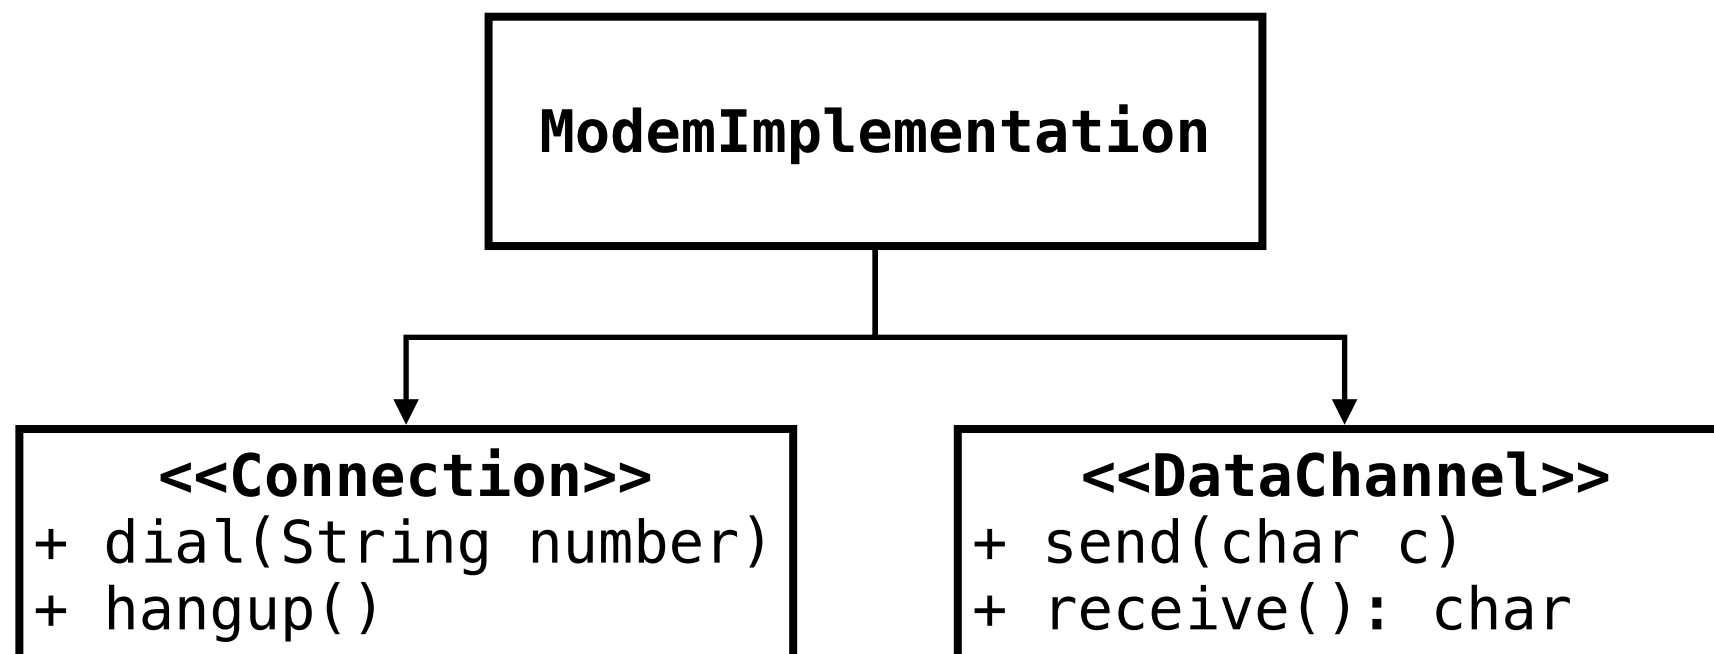 ModemImplementation
<<Connection>>
+ dial(String number)
+ hangup()
<<DataChannel>>
+ send(char c)
+ receive(): char